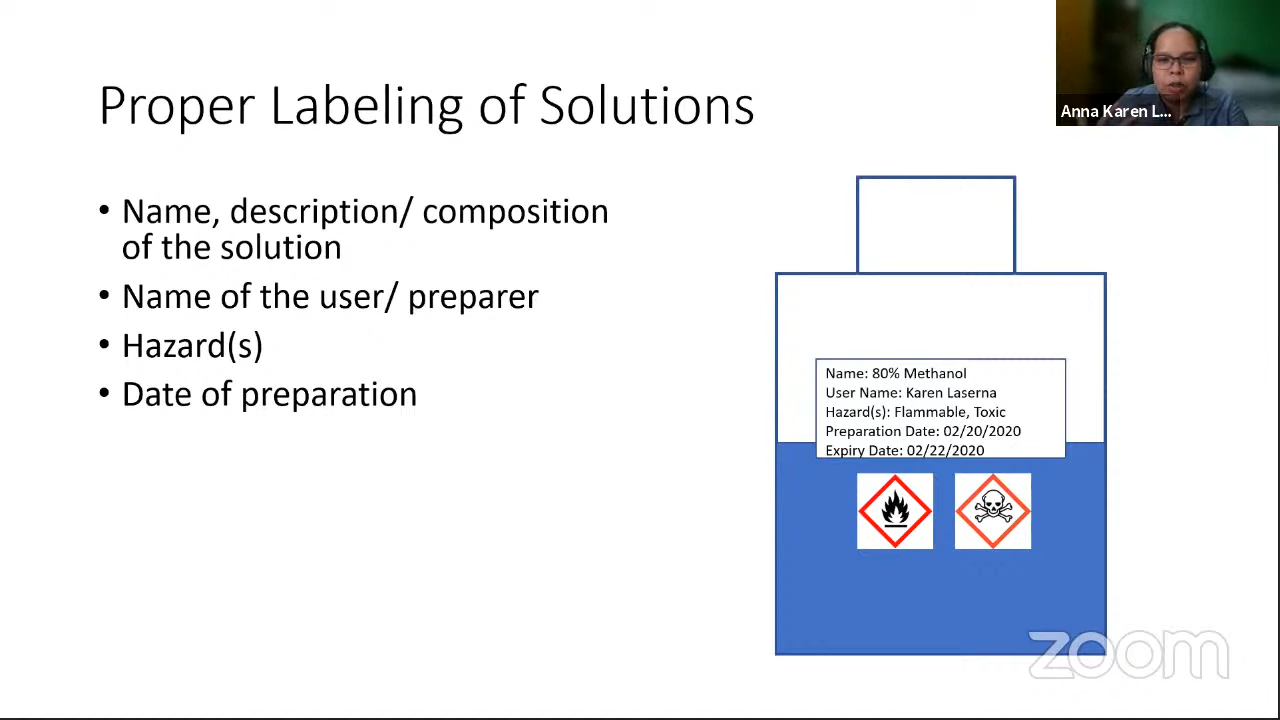 Proper Labeling of Solutions
• Name, description/ composition
of the solution
• Name of the user/ preparer
• Hazard(s)
• Date of preparation
Anna Karen L...
Name: 80% Methanol
User Name: Karen Laserna
Hazard(s): Flammable, Toxic
Preparation Date: 02/20/2020
Expiry Date: 02/22/2020
zoom